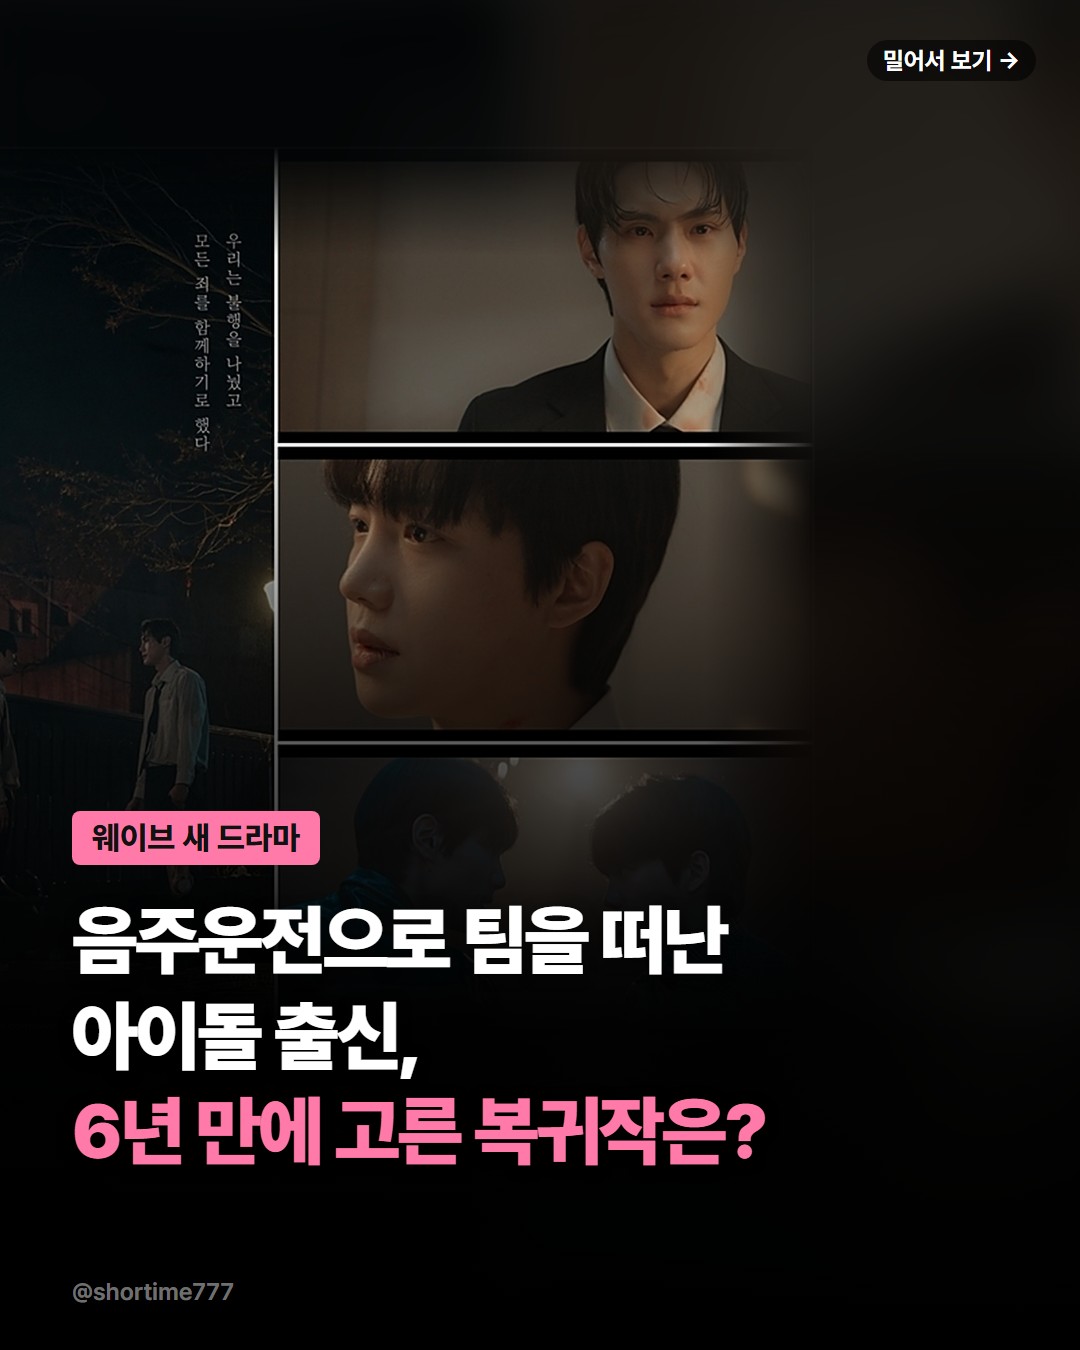 밀어서 보기 →
우리는 불행을 나눴고
모든 죄를 함께하기로 했다
웨이브 새 드라마
음주운전으로 팀을 떠난
아이돌 출신,
6년 만에 고른 복귀작은?
@shortime777